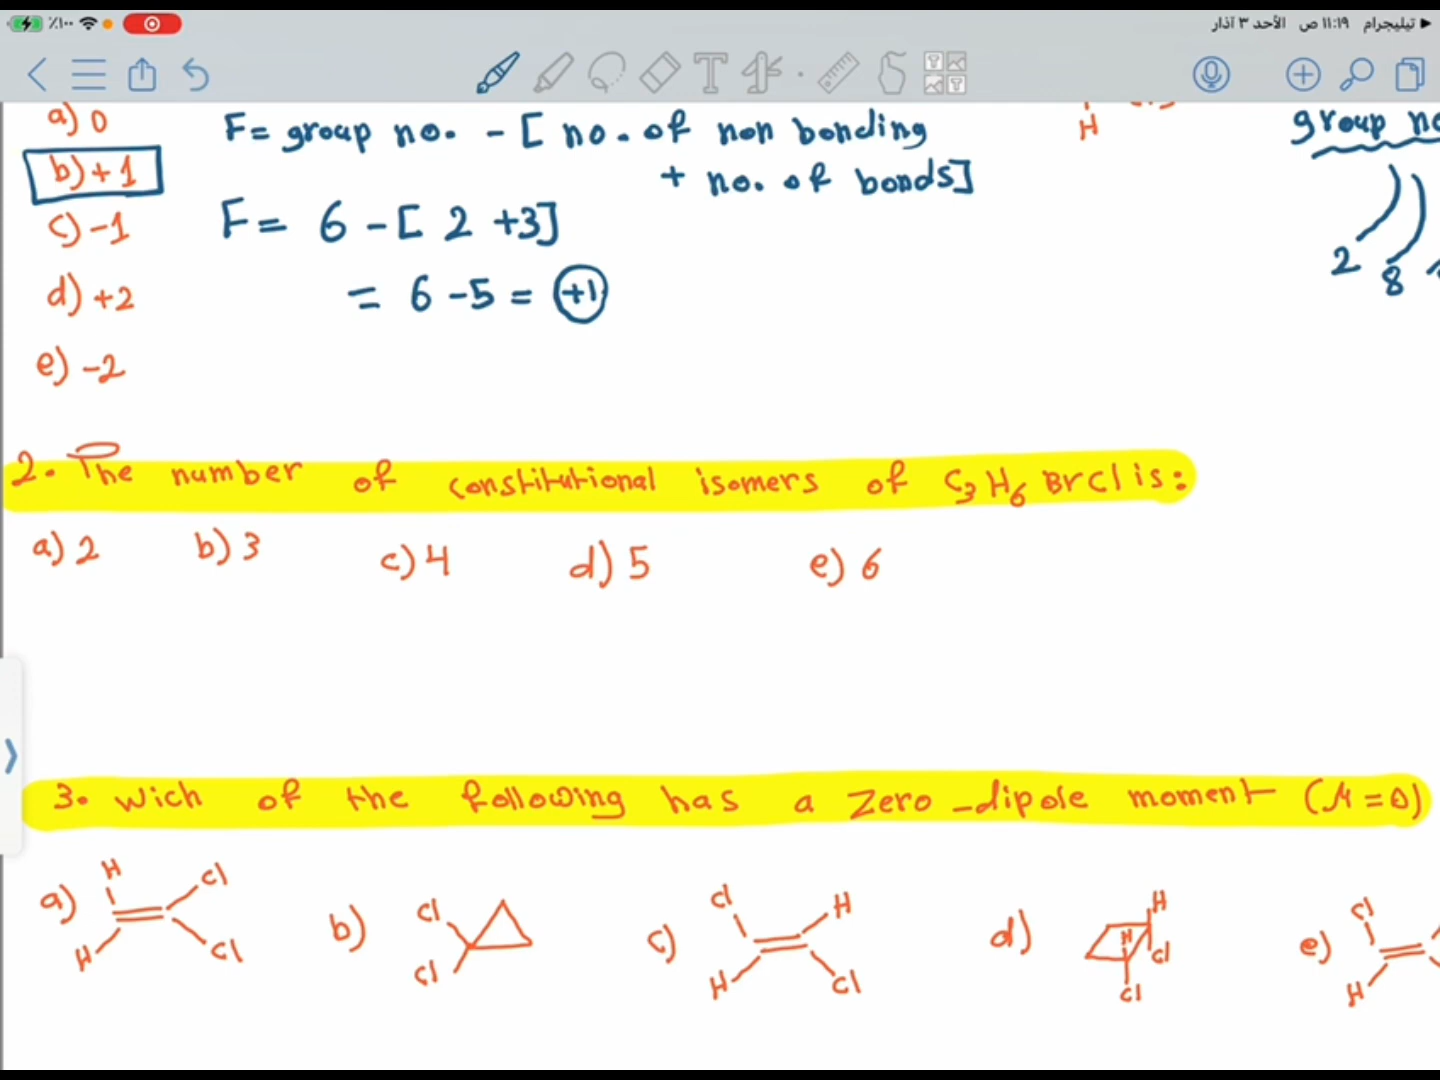 ٪١٠٠
تيليجرام ١١:١٩ ص الأحد ٣ آذار
a) 0
F = group no. - [ no. of non bonding
+ no. of bonds]
b) +1
F = 6 - [ 2 +3]
c) -1
= 6 -5 = +1
d) +2
e) -2
H
group no
2 8
2. The number of constitutional isomers of C3 H6 BrCl is:
a) 2 b) 3 c) 4 d) 5 e) 6
3. Wich of the following has a zero -dipole moment (M = 0)
a) H Cl H Cl
b) Cl Cl
c) Cl H H Cl
d) H H Cl Cl
e) Cl H